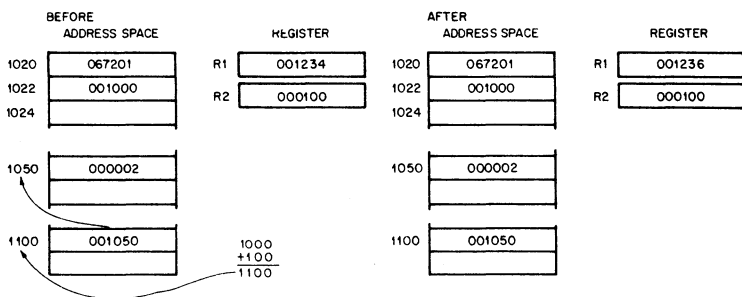 BEFORE
ADDRESS SPACE
REGISTER
1020 067201
1022 001000
1024
R1 001234
R2 000100
1050 000002
1100 001050
1000
+100
1100
AFTER
ADDRESS SPACE
REGISTER
1020 067201
1022 001000
1024
R1 001236
R2 000100
1050 000002
1100 001050